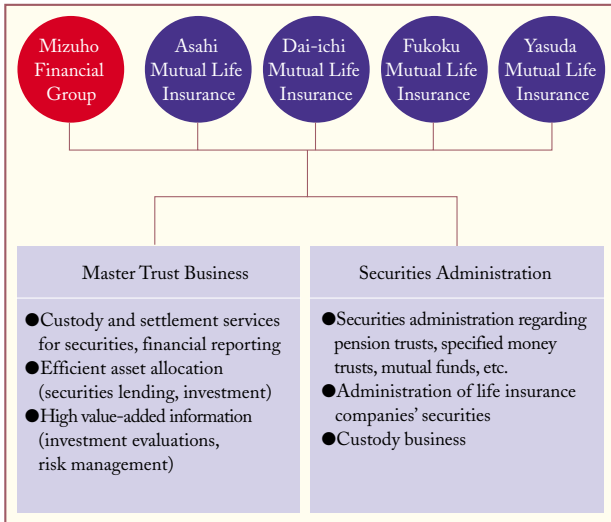 Mizuho
Financial
Group
Asahi
Mutual Life
Insurance
Dai-ichi
Mutual Life
Insurance
Fukoku
Mutual Life
Insurance
Yasuda
Mutual Life
Insurance
Master Trust Business
●Custody and settlement services
for securities, financial reporting
●Efficient asset allocation
(securities lending, investment)
●High value-added information
(investment evaluations,
risk management)
Securities Administration
●Securities administration regarding
pension trusts, specified money
trusts, mutual funds, etc.
●Administration of life insurance
companies’ securities
●Custody business